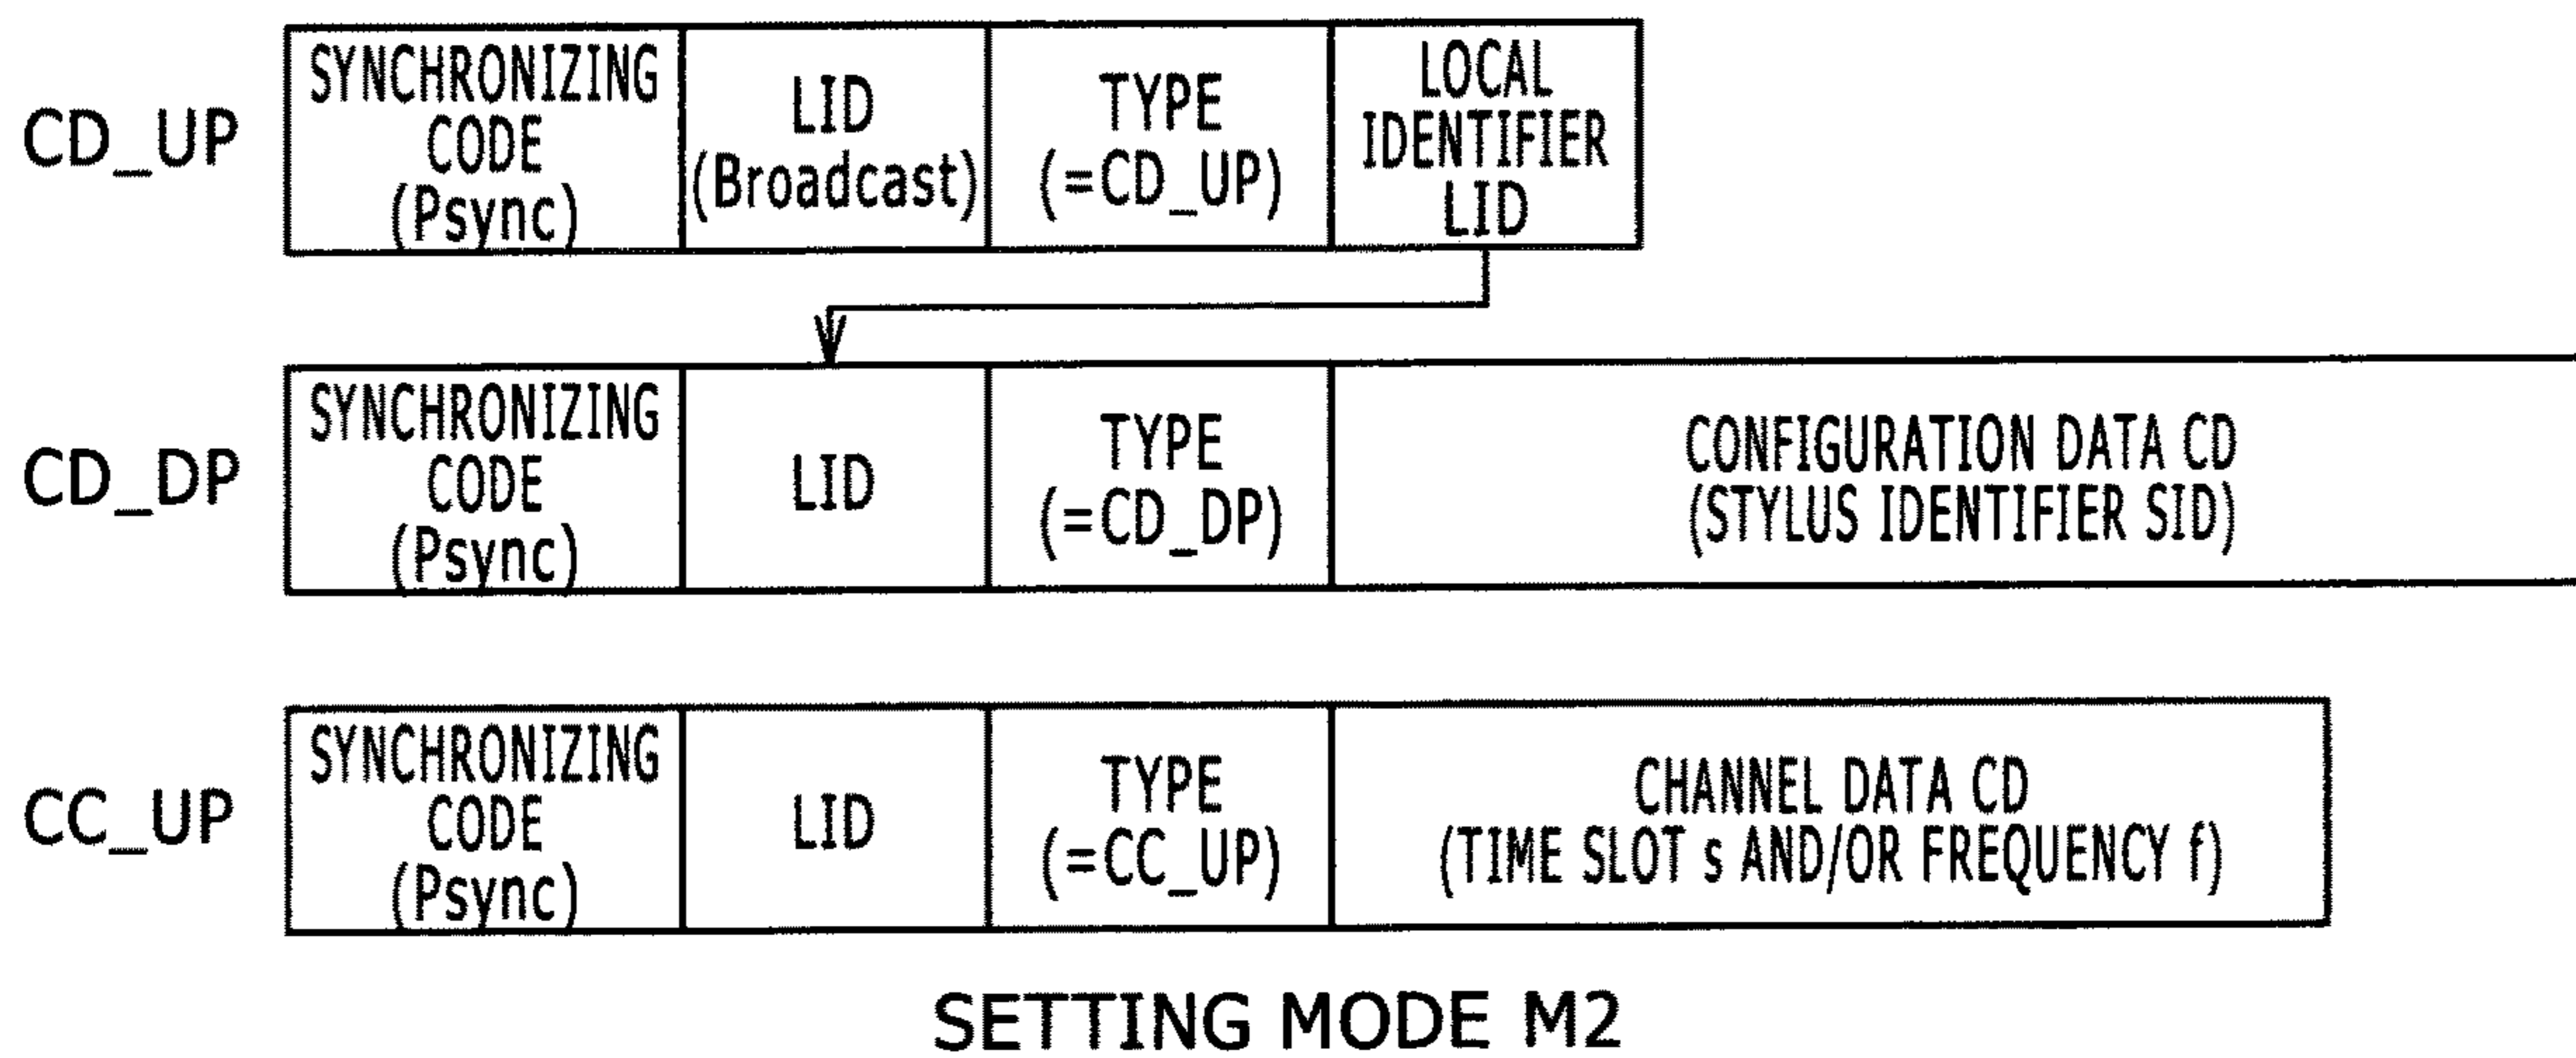 CD_UP
SYNCHRONIZING
CODE
(Psync)
LID
(Broadcast)
TYPE
(=CD_UP)
LOCAL
IDENTIFIER
LID
CD_DP
SYNCHRONIZING
CODE
(Psync)
LID
TYPE
(=CD_DP)
CONFIGURATION DATA CD
(STYLUS IDENTIFIER SID)
CC_UP
SYNCHRONIZING
CODE
(Psync)
LID
TYPE
(=CC_UP)
CHANNEL DATA CD
(TIME SLOT s AND/OR FREQUENCY f)
SETTING MODE M2